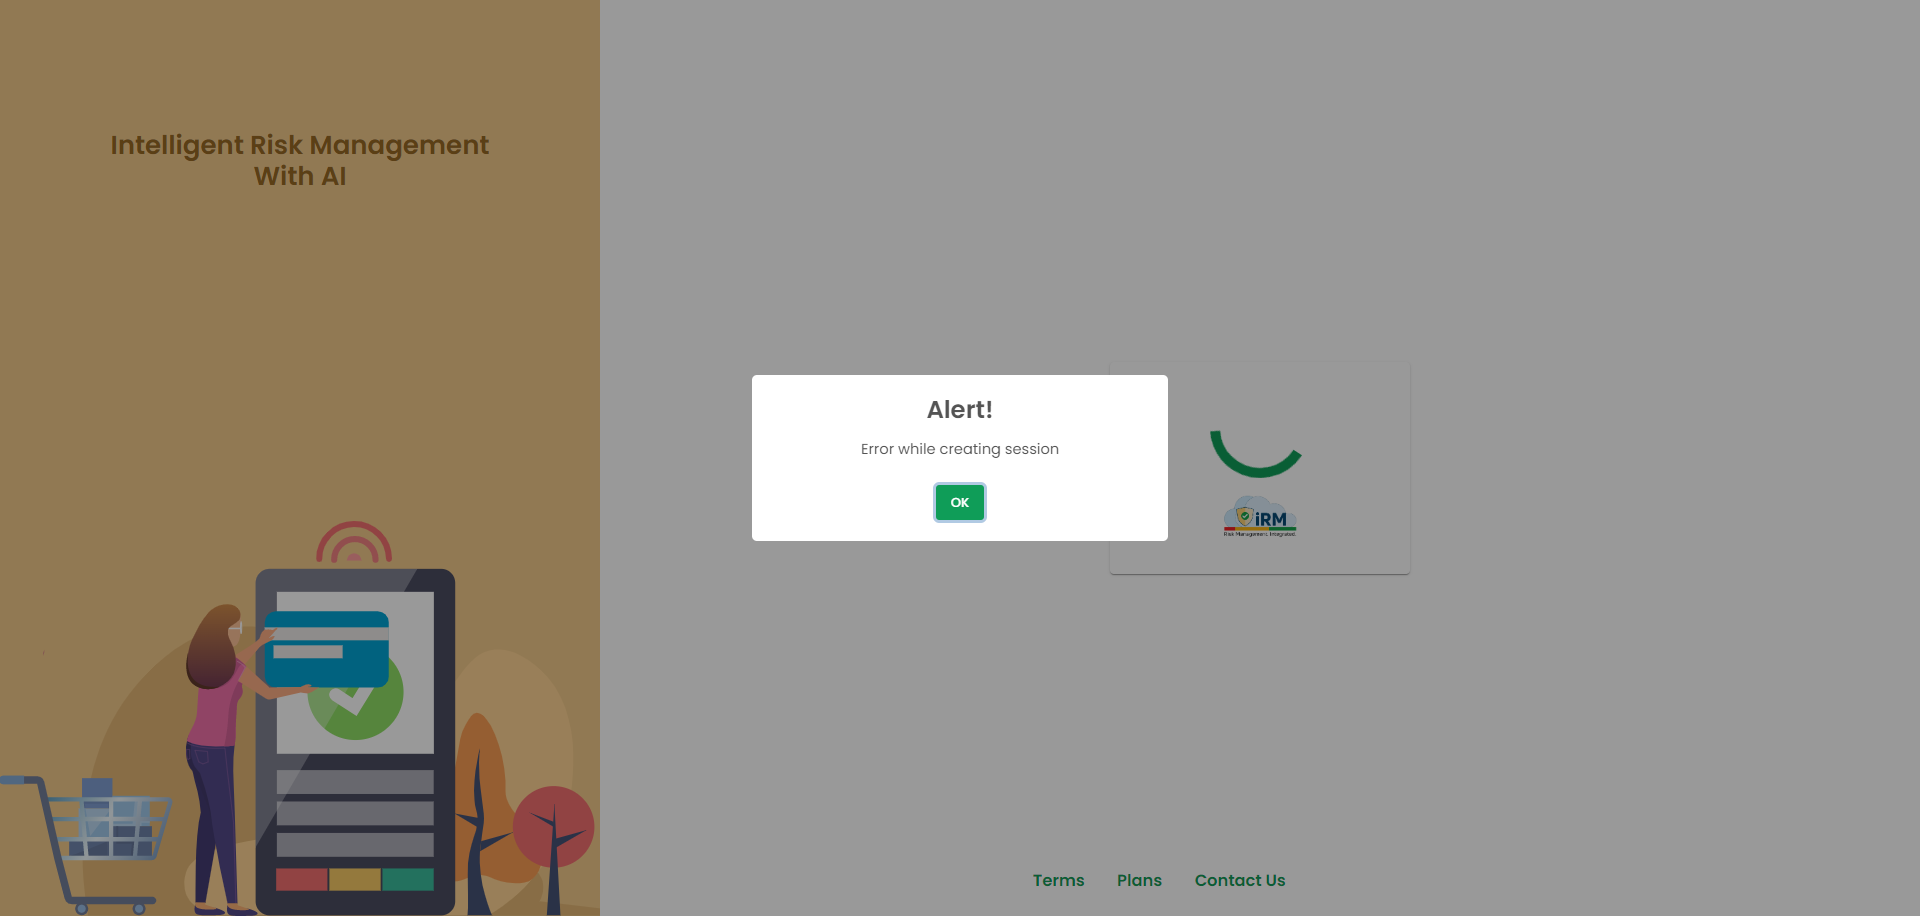 Intelligent Risk Management
With AI
Alert!
Error while creating session
OK
iRM
Risk Management. Integrated.
Terms Plans Contact Us